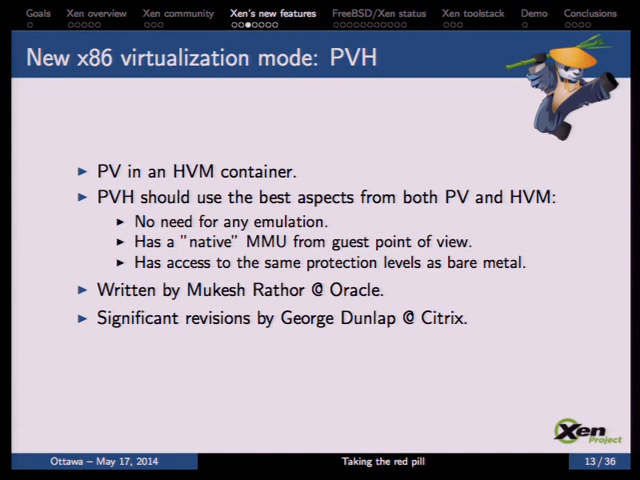 Goals Xen overview Xen community Xen's new features FreeBSD/Xen status Xen toolstack Demo Conclusions
New x86 virtualization mode: PVH
PV in an HVM container.
PVH should use the best aspects from both PV and HVM:
No need for any emulation.
Has a "native" MMU from guest point of view.
Has access to the same protection levels as bare metal.
Written by Mukesh Rathor @ Oracle.
Significant revisions by George Dunlap @ Citrix.
Xen
Project
Ottawa – May 17, 2014 Taking the red pill 13 / 36